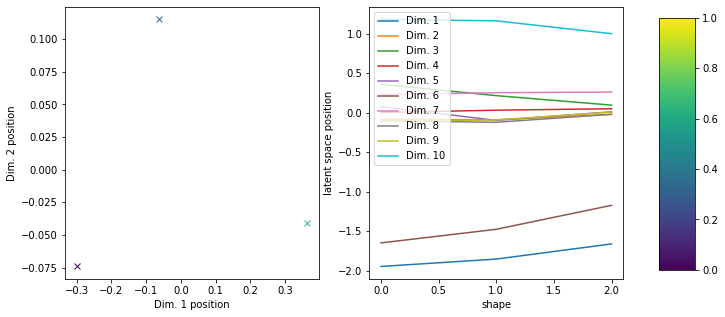 0.100
0.075
0.050
0.025
0.000
−0.025
−0.050
−0.075
Dim. 2 position
−0.3
−0.2
−0.1
0.0
0.1
0.2
0.3
Dim. 1 position
1.0
0.5
0.0
−0.5
−1.0
−1.5
−2.0
latent space position
Dim. 1
Dim. 2
Dim. 3
Dim. 4
Dim. 5
Dim. 6
Dim. 7
Dim. 8
Dim. 9
Dim. 10
0.0
0.5
1.0
1.5
2.0
shape
1.0
0.8
0.6
0.4
0.2
0.0